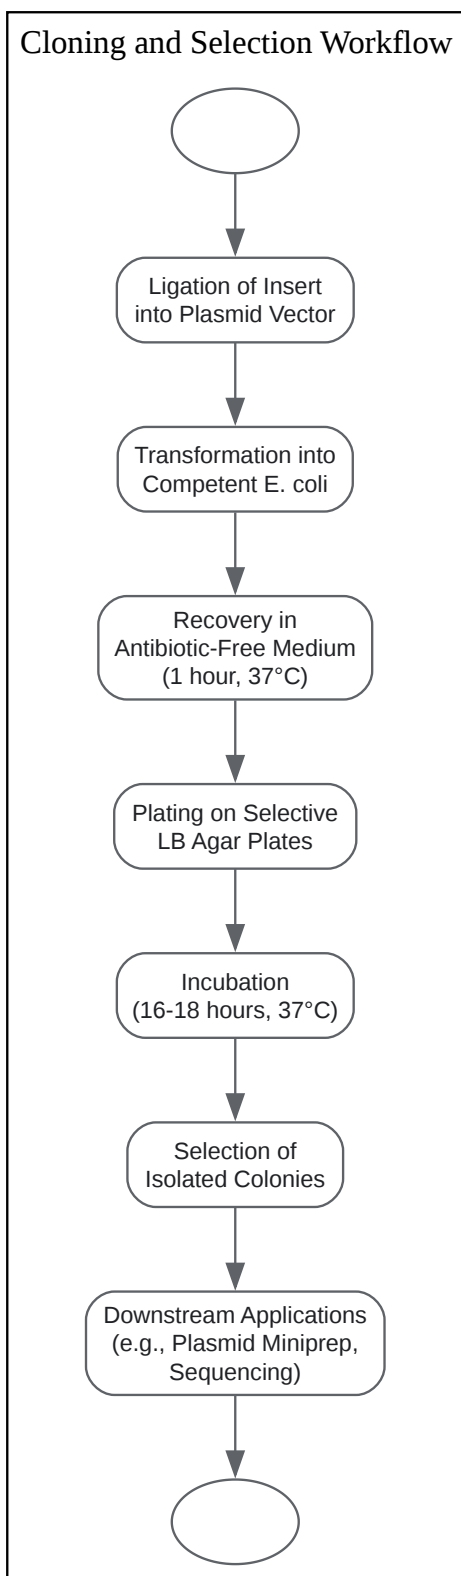 Cloning and Selection Workflow
Ligation of Insert
into Plasmid Vector
Transformation into
Competent E. coli
Recovery in
Antibiotic-Free Medium
(1 hour, 37°C)
Plating on Selective
LB Agar Plates
Incubation
(16-18 hours, 37°C)
Selection of
Isolated Colonies
Downstream Applications
(e.g., Plasmid Miniprep,
Sequencing)